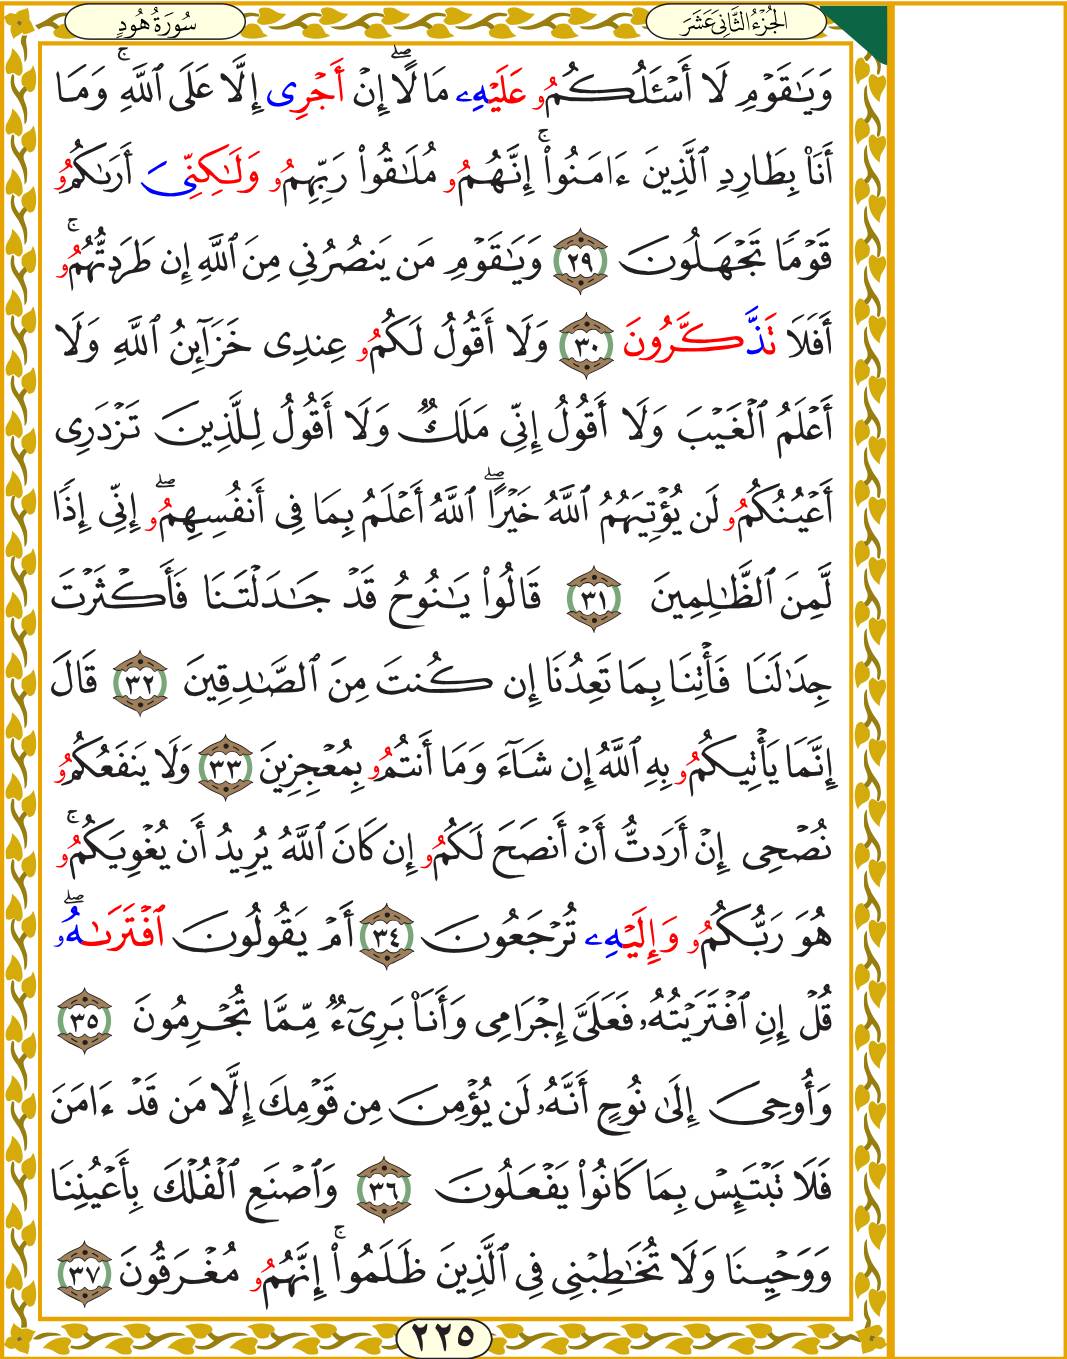 الجُزْءُ الثَّانِي عَشَرَ
سُورَةُ هُودٍ
وَيَٰقَوْمِ لَا أَسْـَٔلُكُمُۥ عَلَيْهِۦ مَالًاۖ إِنْ أَجْرِى إِلَّا عَلَى ٱللَّهِۚ وَمَا
أَنَا۠ بِطَارِدِ ٱلَّذِينَ ءَامَنُوا۟ۚ إِنَّهُمُۥ مُلَٰقُوا۟ رَبِّهِمُۥ وَلَٰكِنِّىَ أَرَىٰكُمُۥ
قَوْمًا تَجْهَلُونَ ٢٩ وَيَٰقَوْمِ مَن يَنصُرُنِى مِنَ ٱللَّهِ إِن طَرَدتُّهُمُۥۚ
أَفَلَا تَذَّكَّرُونَ ٣٠ وَلَا أَقُولُ لَكُمُۥ عِندِى خَزَآئِنُ ٱللَّهِ وَلَا
أَعْلَمُ ٱلْغَيْبَ وَلَا أَقُولُ إِنِّى مَلَكٌ وَلَا أَقُولُ لِلَّذِينَ تَزْدَرِى
أَعْيُنُكُمُۥ لَن يُؤْتِيَهُمُ ٱللَّهُ خَيْرًاۖ ٱللَّهُ أَعْلَمُ بِمَا فِى أَنفُسِهِمُۥۖ إِنِّى إِذًا
لَّمِنَ ٱلظَّٰلِمِينَ ٣١ قَالُوا۟ يَٰنُوحُ قَدْ جَٰدَلْتَنَا فَأَكْثَرْتَ
جِدَٰلَنَا فَأْتِنَا بِمَا تَعِدُنَا إِن كُنتَ مِنَ ٱلصَّٰدِقِينَ ٣٢ قَالَ
إِنَّمَا يَأْتِيكُمُۥ بِهِ ٱللَّهُ إِن شَآءَ وَمَا أَنتُمُۥ بِمُعْجِزِينَ ٣٣ وَلَا يَنفَعُكُمُۥ
نُصْحِى إِنْ أَرَدتُّ أَنْ أَنصَحَ لَكُمُۥ إِن كَانَ ٱللَّهُ يُرِيدُ أَن يُغْوِيَكُمُۥۚ
هُوَ رَبُّكُمُۥ وَإِلَيْهِۦ تُرْجَعُونَ ٣٤ أَمْ يَقُولُونَ ٱفْتَرَىٰهُۥۖ
قُلْ إِنِ ٱفْتَرَيْتُهُۥ فَعَلَىَّ إِجْرَامِى وَأَنَا۠ بَرِىٓءٌ مِّمَّا تُجْرِمُونَ ٣٥
وَأُوحِىَ إِلَىٰ نُوحٍ أَنَّهُۥ لَن يُؤْمِنَ مِن قَوْمِكَ إِلَّا مَن قَدْ ءَامَنَ
فَلَا تَبْتَئِسْ بِمَا كَانُوا۟ يَفْعَلُونَ ٣٦ وَٱصْنَعِ ٱلْفُلْكَ بِأَعْيُنِنَا
وَوَحْيِنَا وَلَا تُخَٰطِبْنِى فِى ٱلَّذِينَ ظَلَمُوا۟ۚ إِنَّهُمُۥ مُغْرَقُونَ ٣٧
٢٢٥